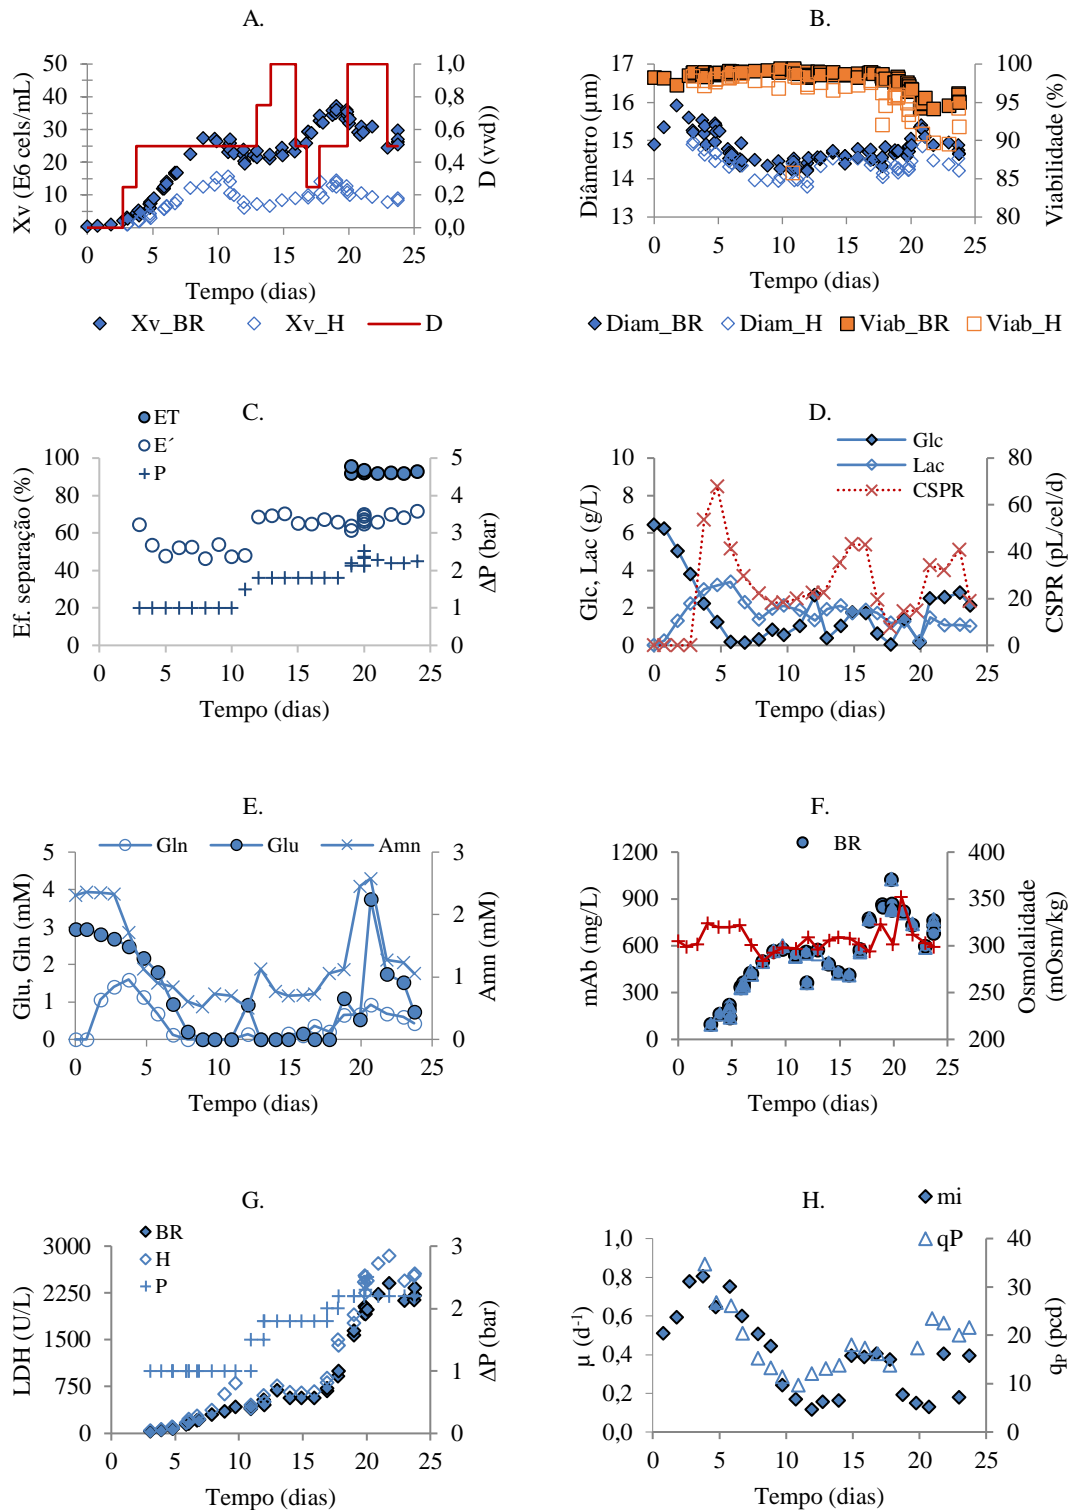 A.
50
40
30
20
10
0
Xv (E6 cels/mL)
1,0
0,8
0,6
0,4
0,2
0,0
D (vvd)
0 5 10 15 20 25
Tempo (dias)
Xv_BR Xv_H D
B.
17
16
15
14
13
Diâmetro (µm)
100
95
90
85
80
Viabilidade (%)
0 5 10 15 20 25
Tempo (dias)
Diam_BR Diam_H Viab_BR Viab_H
C.
ET
E´
P
100
80
60
40
20
0
Ef. separação (%)
5
4
3
2
1
0
ΔP (bar)
0 5 10 15 20 25
Tempo (dias)
D.
Glc
Lac
CSPR
10
8
6
4
2
0
Glc, Lac (g/L)
80
60
40
20
0
CSPR (pL/cel/d)
0 5 10 15 20 25
Tempo (dias)
E.
Gln Glu Amn
5
4
3
2
1
0
Glu, Gln (mM)
3
2
1
0
Amn (mM)
0 5 10 15 20 25
Tempo (dias)
F.
BR
1200
900
600
300
0
mAb (mg/L)
400
350
300
250
200
Osmolalidade
(mOsm/kg)
0 5 10 15 20 25
Tempo (dias)
G.
BR
H
P
3000
2250
1500
750
0
LDH (U/L)
3
2
1
0
ΔP (bar)
0 5 10 15 20 25
Tempo (dias)
H.
mi
qP
1,0
0,8
0,6
0,4
0,2
0,0
µ (d⁻¹)
40
30
20
10
0
qₚ (pcd)
0 5 10 15 20 25
Tempo (dias)